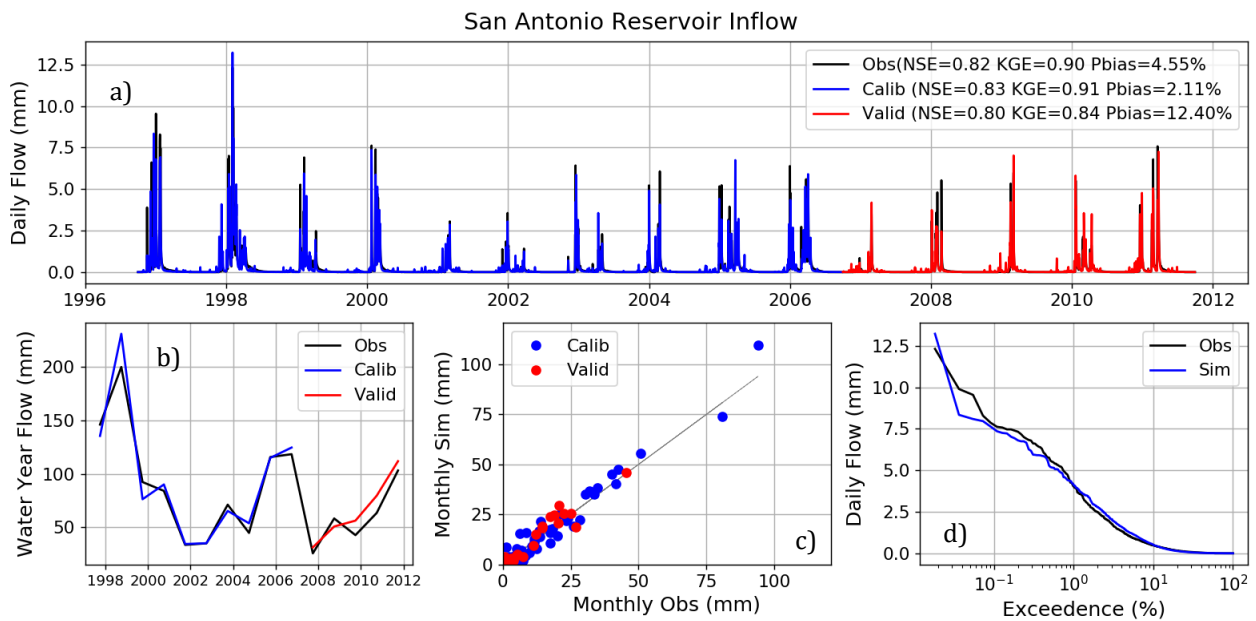 San Antonio Reservoir Inflow
a)
Daily Flow (mm)
12.5
10.0
7.5
5.0
2.5
0.0
Obs(NSE=0.82 KGE=0.90 Pbias=4.55%
Calib (NSE=0.83 KGE=0.91 Pbias=2.11%
Valid (NSE=0.80 KGE=0.84 Pbias=12.40%
1996 1998 2000 2002 2004 2006 2008 2010 2012
b)
Water Year Flow (mm)
200
150
100
50
Obs
Calib
Valid
1998 2000 2002 2004 2006 2008 2010 2012
Monthly Sim (mm)
100
75
50
25
0
Calib
Valid
c)
0 25 50 75 100
Monthly Obs (mm)
Daily Flow (mm)
12.5
10.0
7.5
5.0
2.5
0.0
Obs
Sim
d)
10⁻¹ 10⁰ 10¹ 10²
Exceedence (%)